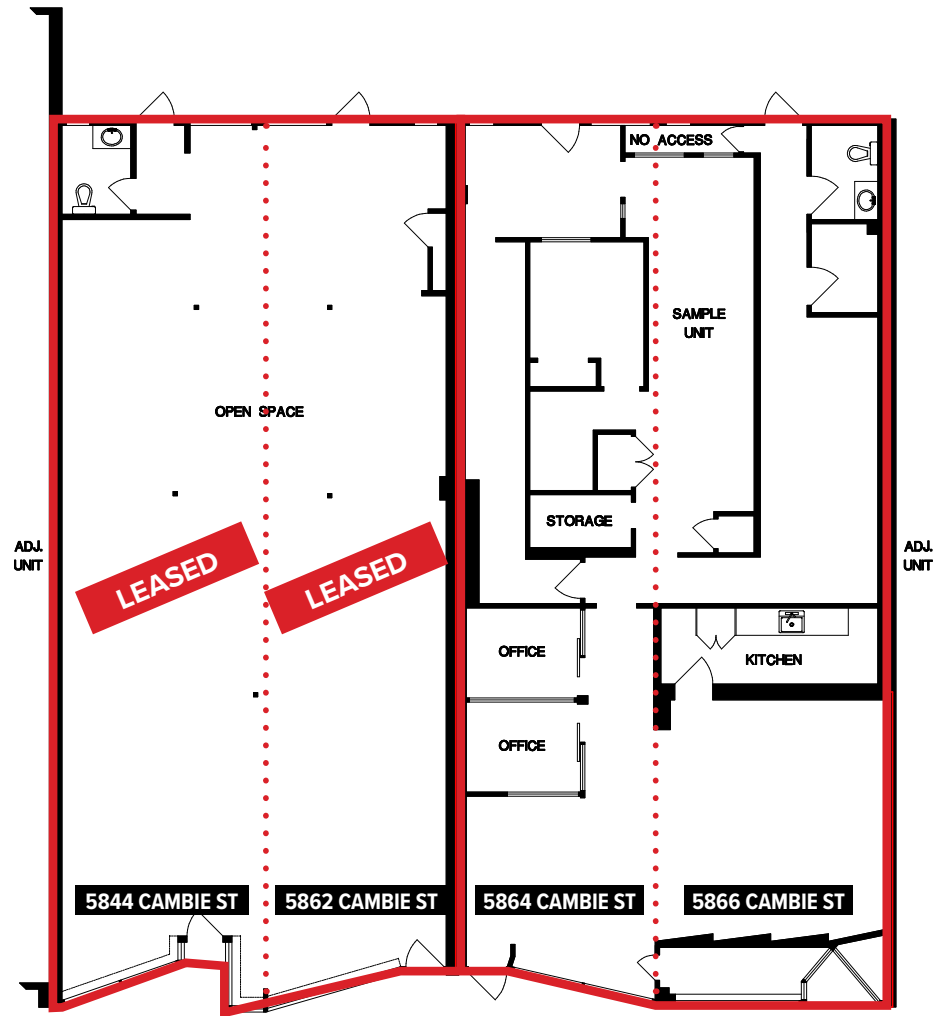 NO ACCESS
SAMPLE
UNIT
OPEN SPACE
STORAGE
ADJ.
UNIT
LEASED
LEASED
ADJ.
UNIT
OFFICE
KITCHEN
OFFICE
5844 CAMBIE ST
5862 CAMBIE ST
5864 CAMBIE ST
5866 CAMBIE ST